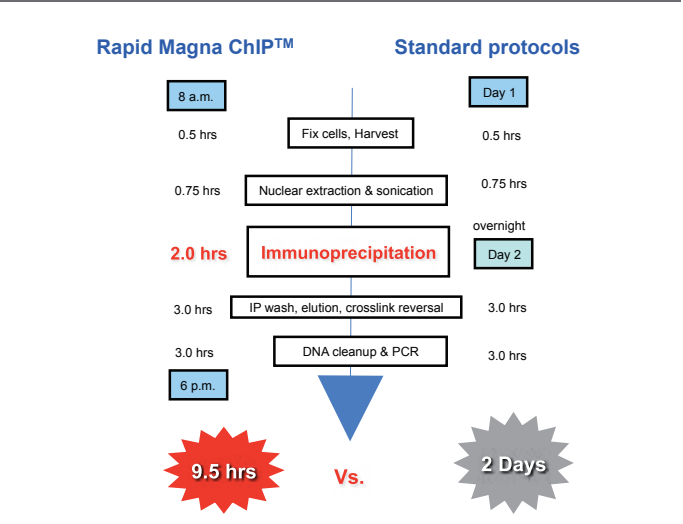 Rapid Magna ChIP™ Standard protocols
8 a.m. Day 1
0.5 hrs Fix cells, Harvest 0.5 hrs
0.75 hrs Nuclear extraction & sonication 0.75 hrs
overnight
2.0 hrs Immunoprecipitation Day 2
3.0 hrs IP wash, elution, crosslink reversal 3.0 hrs
3.0 hrs DNA cleanup & PCR 3.0 hrs
6 p.m.
9.5 hrs Vs. 2 Days